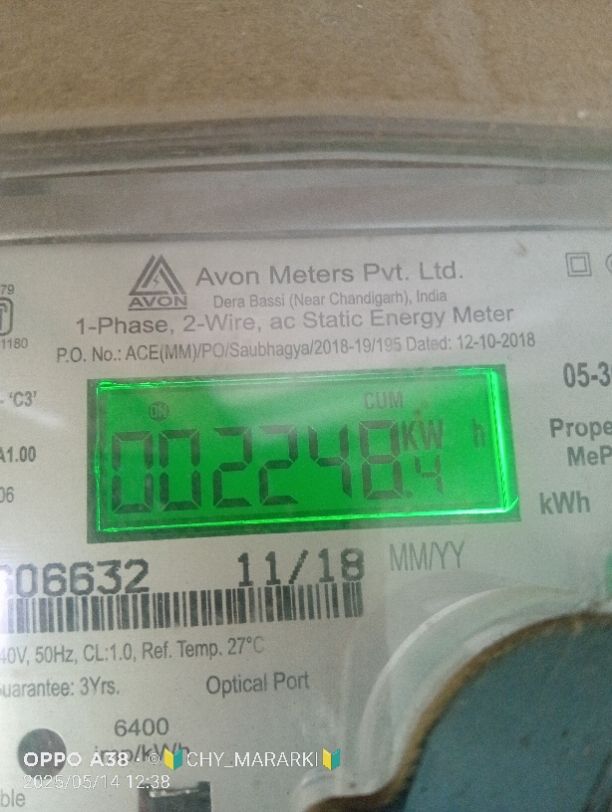 AVON
Avon Meters Pvt. Ltd.
Dera Bassi (Near Chandigarh), India
1-Phase, 2-Wire, ac Static Energy Meter
P.O. No.: ACE(MM)/PO/Saubhagya/2018-19/195 Dated: 12-10-2018
79
1180
- 'C3'
A1.00
06
05-3
Prope
MeP
ON
CUM
002248.4 KW h
kWh
606632
11/18 MM/YY
40V, 50Hz, CL:1.0, Ref. Temp. 27°C
uarantee: 3Yrs.
Optical Port
6400
imp/kWh
OPPO A38 · © 🔰CHY_MARARKI🔰
2025/05/14 12:38
ble